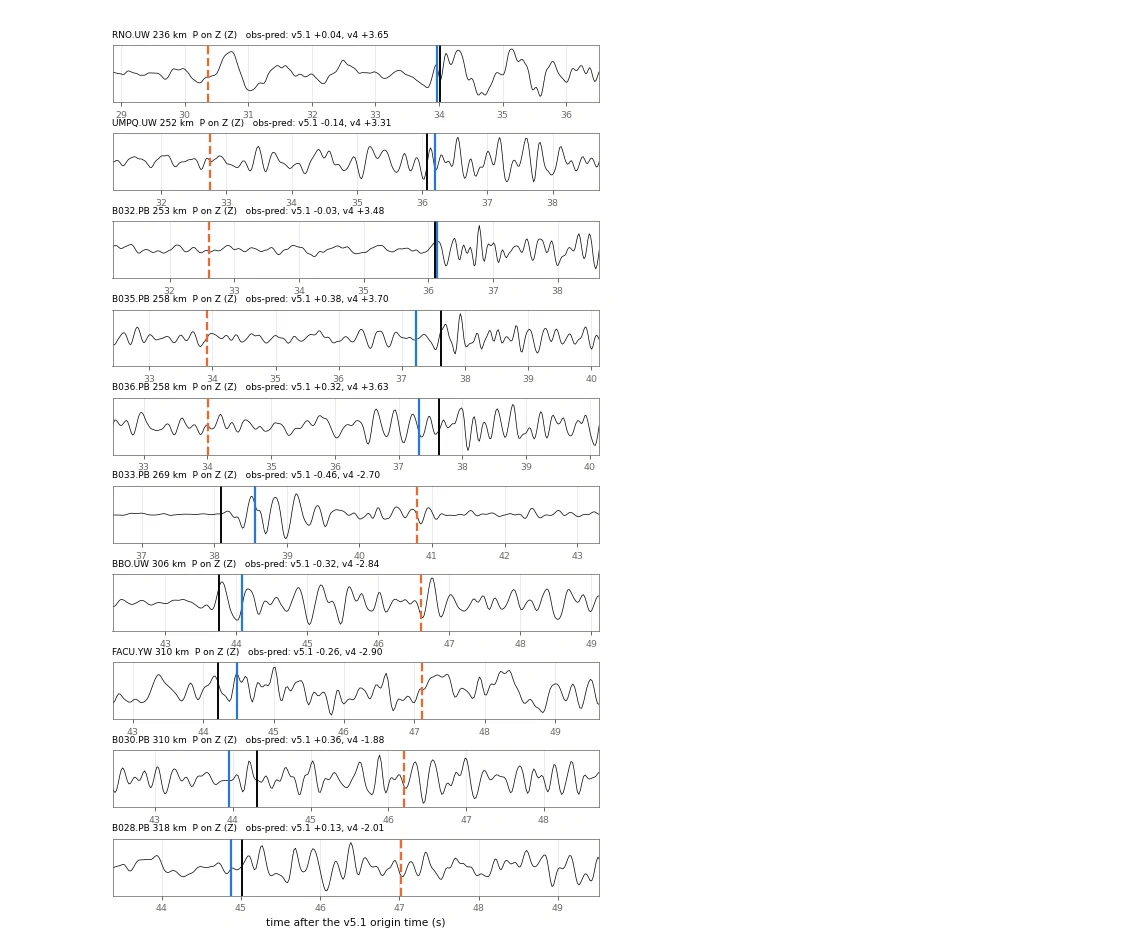 RNO.UW 236 km  P on Z (Z)   obs-pred: v5.1 +0.04, v4 +3.65
29 30 31 32 33 34 35 36
UMPQ.UW 252 km  P on Z (Z)   obs-pred: v5.1 -0.14, v4 +3.31
32 33 34 35 36 37 38
B032.PB 253 km  P on Z (Z)   obs-pred: v5.1 -0.03, v4 +3.48
32 33 34 35 36 37 38
B035.PB 258 km  P on Z (Z)   obs-pred: v5.1 +0.38, v4 +3.70
33 34 35 36 37 38 39 40
B036.PB 258 km  P on Z (Z)   obs-pred: v5.1 +0.32, v4 +3.63
33 34 35 36 37 38 39 40
B033.PB 269 km  P on Z (Z)   obs-pred: v5.1 -0.46, v4 -2.70
37 38 39 40 41 42 43
BBO.UW 306 km  P on Z (Z)   obs-pred: v5.1 -0.32, v4 -2.84
43 44 45 46 47 48 49
FACU.YW 310 km  P on Z (Z)   obs-pred: v5.1 -0.26, v4 -2.90
43 44 45 46 47 48 49
B030.PB 310 km  P on Z (Z)   obs-pred: v5.1 +0.36, v4 -1.88
43 44 45 46 47 48
B028.PB 318 km  P on Z (Z)   obs-pred: v5.1 +0.13, v4 -2.01
44 45 46 47 48 49
time after the v5.1 origin time (s)